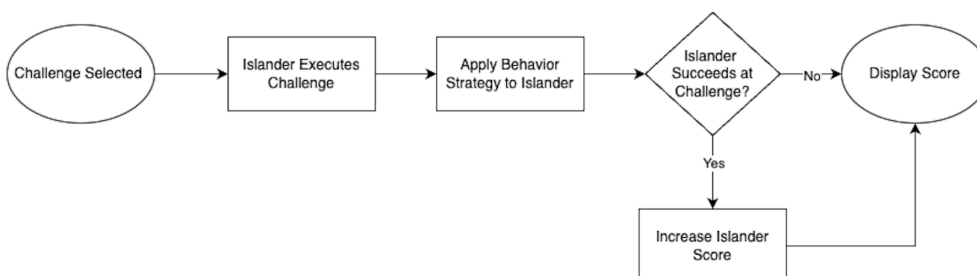 Challenge Selected
Islander Executes
Challenge
Apply Behavior
Strategy to Islander
Islander
Succeeds at
Challenge?
No
Display Score
Yes
Increase Islander
Score